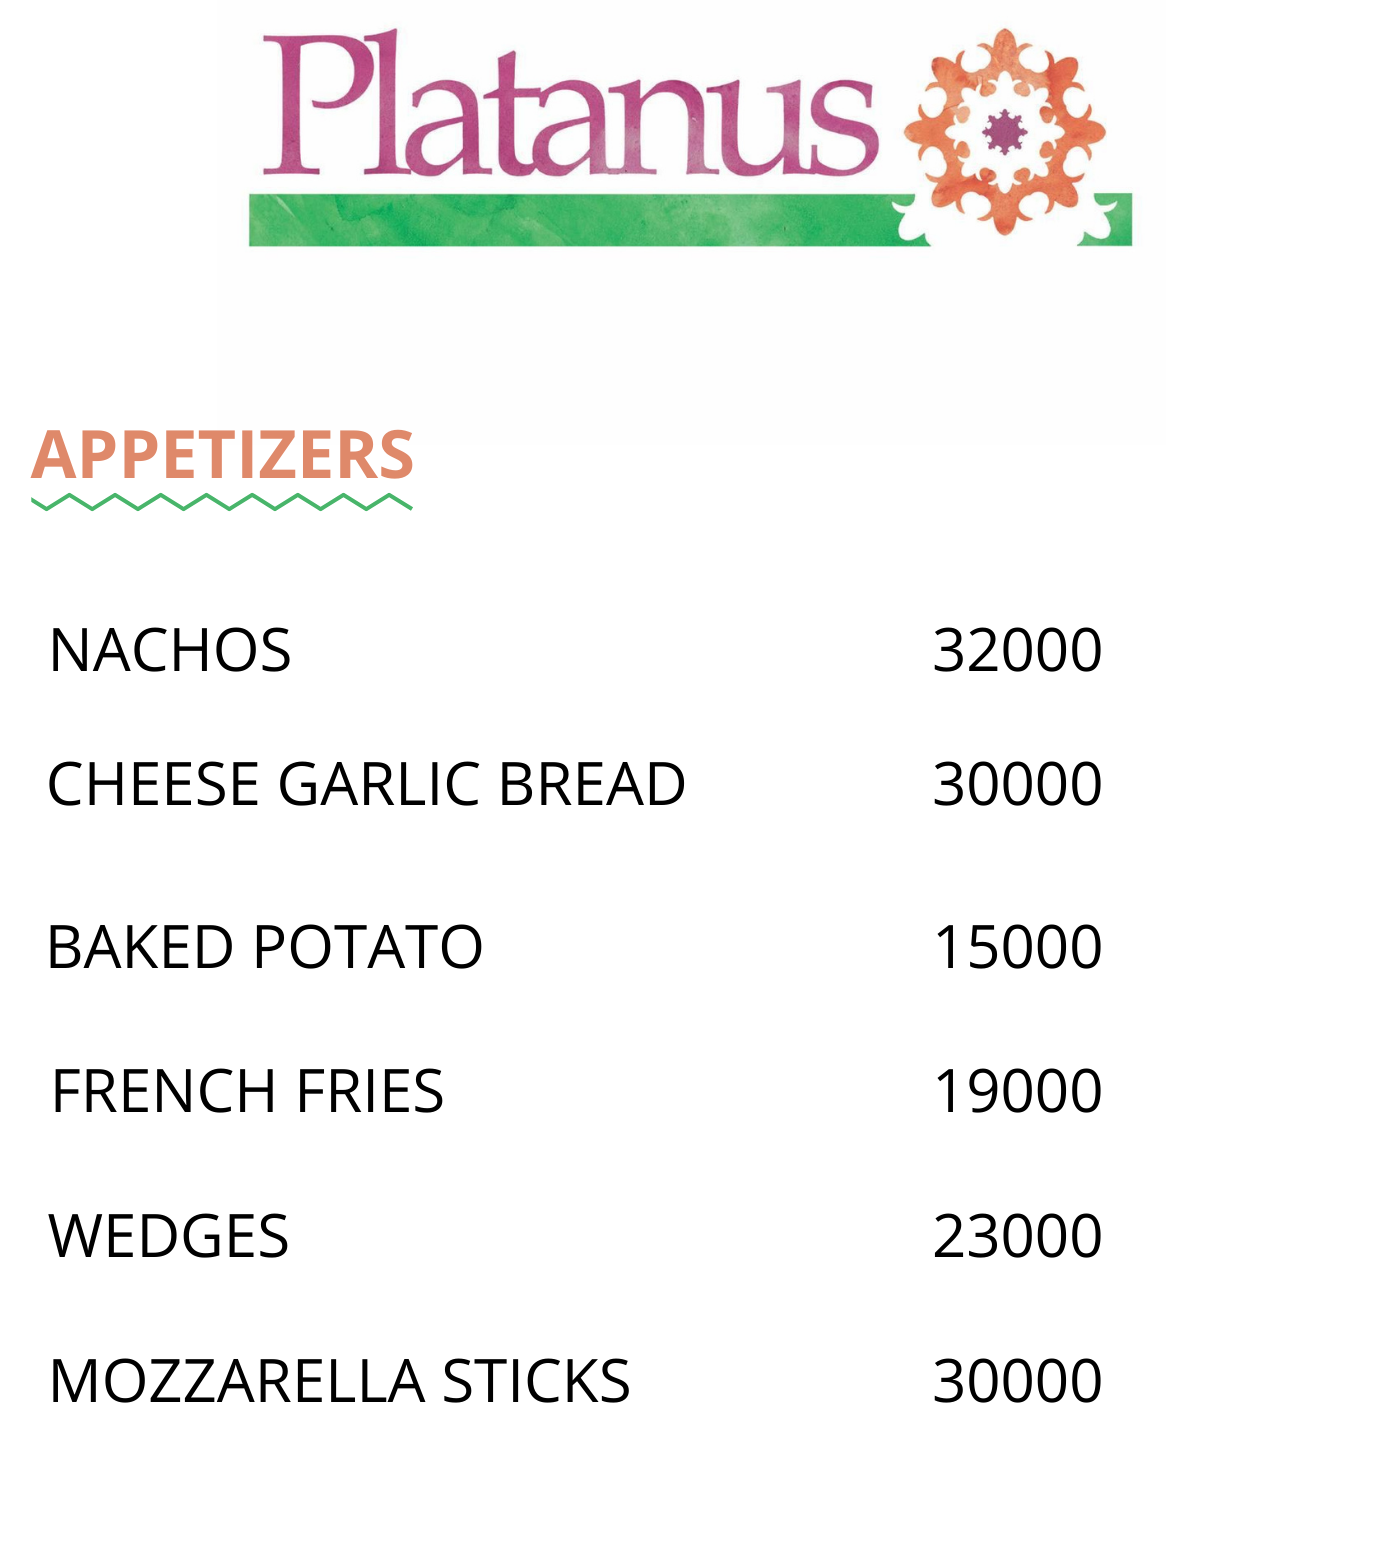 Platanus
APPETIZERS
NACHOS 32000
CHEESE GARLIC BREAD 30000
BAKED POTATO 15000
FRENCH FRIES 19000
WEDGES 23000
MOZZARELLA STICKS 30000